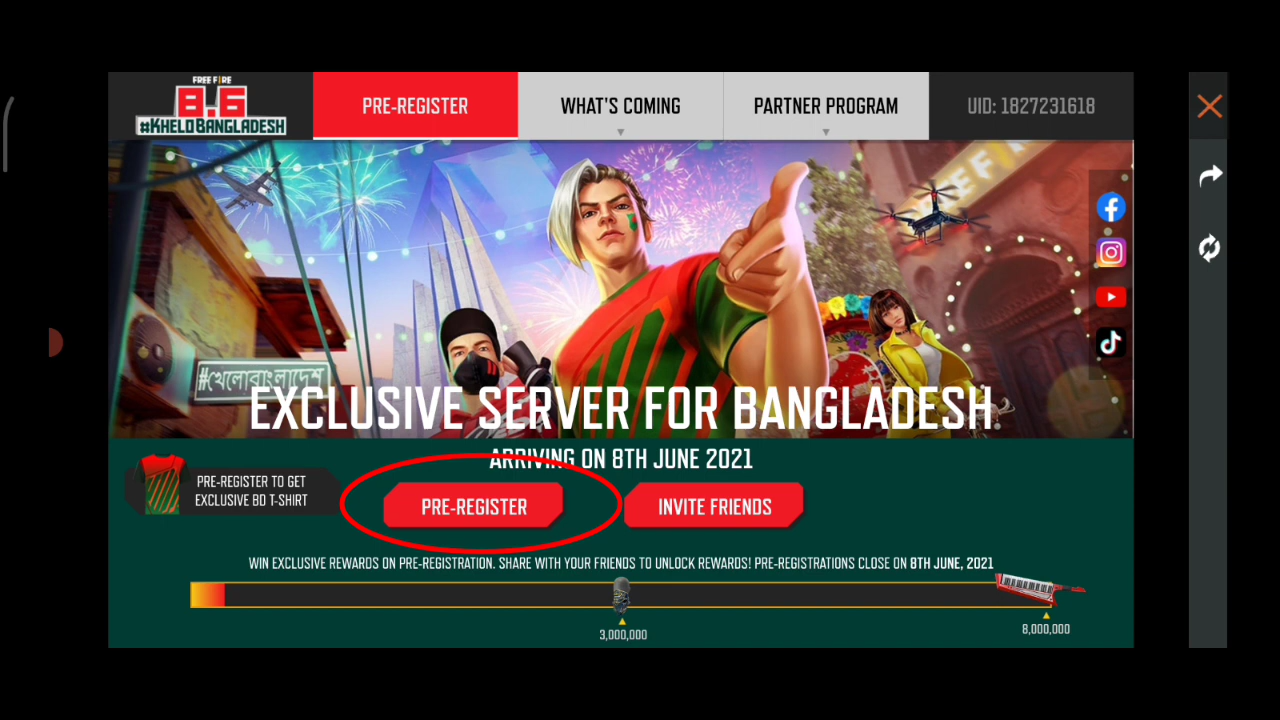 FREE FIRE
8.6
#KHELOBANGLADESH
PRE-REGISTER
WHAT'S COMING
PARTNER PROGRAM
UID: 1827231618
#খেলোবাংলাদেশ
EXCLUSIVE SERVER FOR BANGLADESH
ARRIVING ON 8TH JUNE 2021
PRE-REGISTER TO GET
EXCLUSIVE BD T-SHIRT
PRE-REGISTER
INVITE FRIENDS
WIN EXCLUSIVE REWARDS ON PRE-REGISTRATION. SHARE WITH YOUR FRIENDS TO UNLOCK REWARDS! PRE-REGISTRATIONS CLOSE ON 8TH JUNE, 2021
3,000,000
8,000,000